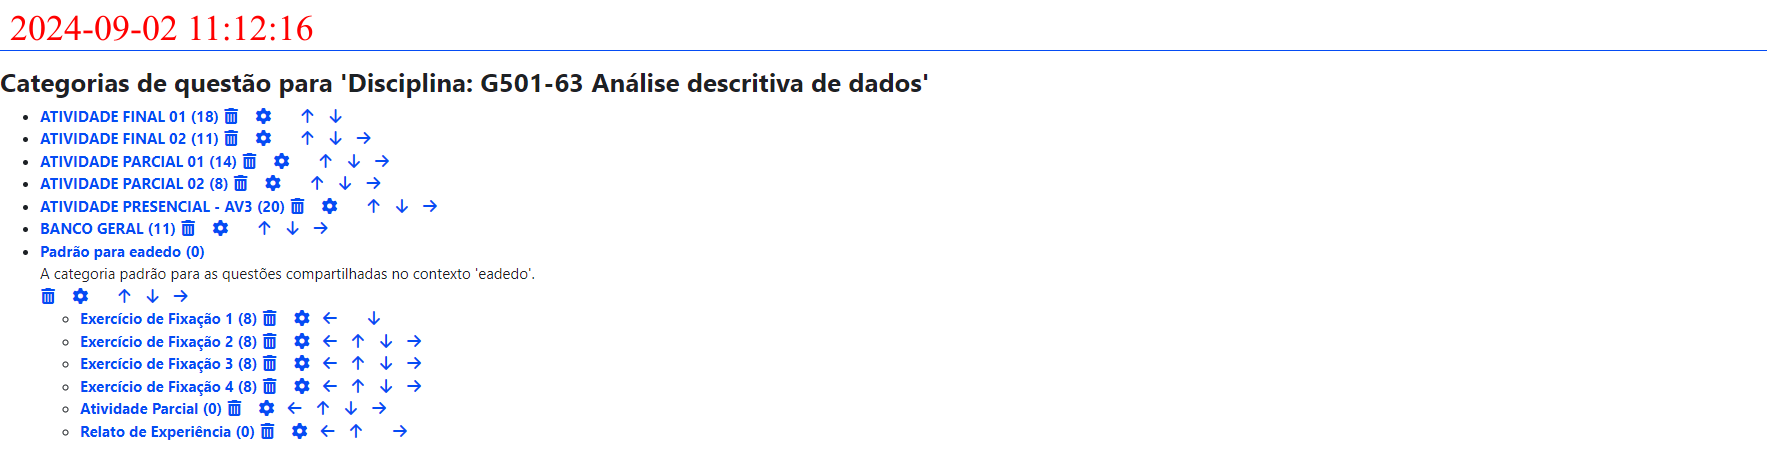 2024-09-02 11:12:16
Categorias de questão para 'Disciplina: G501-63 Análise descritiva de dados'
ATIVIDADE FINAL 01 (18)
ATIVIDADE FINAL 02 (11)
ATIVIDADE PARCIAL 01 (14)
ATIVIDADE PARCIAL 02 (8)
ATIVIDADE PRESENCIAL - AV3 (20)
BANCO GERAL (11)
Padrão para eadedo (0)
A categoria padrão para as questões compartilhadas no contexto 'eadedo'.
Exercício de Fixação 1 (8)
Exercício de Fixação 2 (8)
Exercício de Fixação 3 (8)
Exercício de Fixação 4 (8)
Atividade Parcial (0)
Relato de Experiência (0)